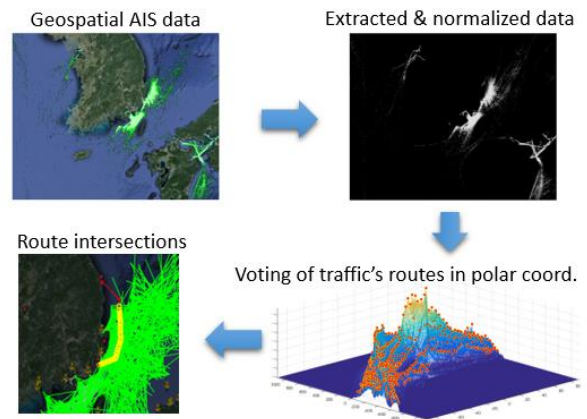 Geospatial AIS data
Extracted & normalized data
Route intersections
Voting of traffic's routes in polar coord.